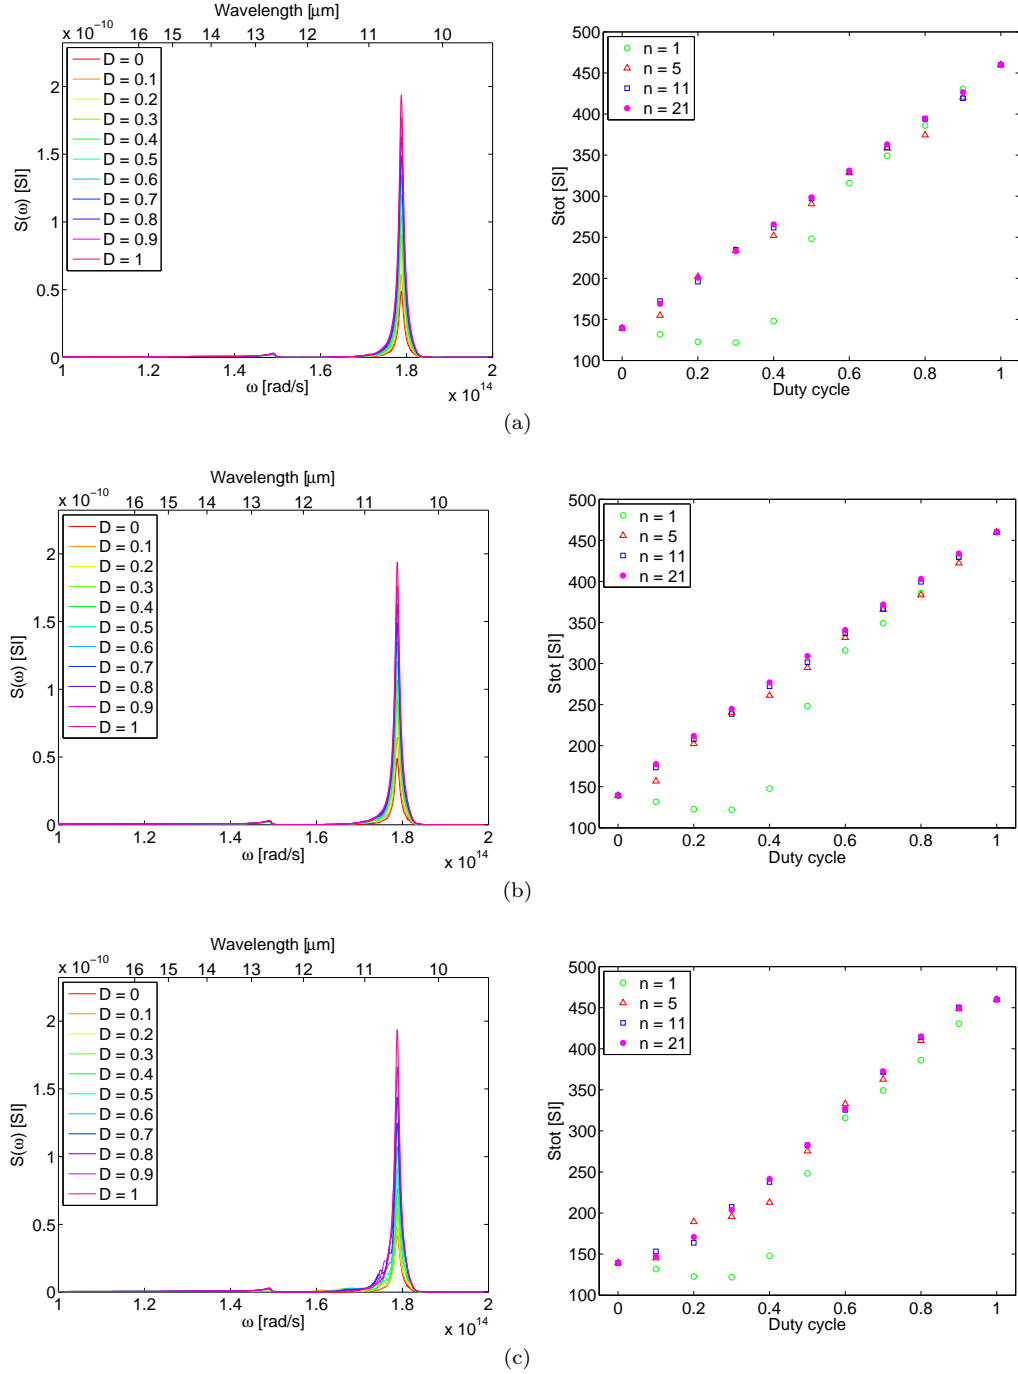 Wavelength [μm]
x 10⁻¹⁰ 16 15 14 13 12 11 10
D = 0
D = 0.1
D = 0.2
D = 0.3
D = 0.4
D = 0.5
D = 0.6
D = 0.7
D = 0.8
D = 0.9
D = 1
2
1.5
1
0.5
0
S(ω) [SI]
1 1.2 1.4 1.6 1.8 2
ω [rad/s]
x 10¹⁴
n = 1
n = 5
n = 11
n = 21
500
450
400
350
300
250
200
150
100
Stot [SI]
0 0.2 0.4 0.6 0.8 1
Duty cycle
(a)
Wavelength [μm]
x 10⁻¹⁰ 16 15 14 13 12 11 10
D = 0
D = 0.1
D = 0.2
D = 0.3
D = 0.4
D = 0.5
D = 0.6
D = 0.7
D = 0.8
D = 0.9
D = 1
2
1.5
1
0.5
0
S(ω) [SI]
1 1.2 1.4 1.6 1.8 2
ω [rad/s]
x 10¹⁴
n = 1
n = 5
n = 11
n = 21
500
450
400
350
300
250
200
150
100
Stot [SI]
0 0.2 0.4 0.6 0.8 1
Duty cycle
(b)
Wavelength [μm]
x 10⁻¹⁰ 16 15 14 13 12 11 10
D = 0
D = 0.1
D = 0.2
D = 0.3
D = 0.4
D = 0.5
D = 0.6
D = 0.7
D = 0.8
D = 0.9
D = 1
2
1.5
1
0.5
0
S(ω) [SI]
1 1.2 1.4 1.6 1.8 2
ω [rad/s]
x 10¹⁴
n = 1
n = 5
n = 11
n = 21
500
450
400
350
300
250
200
150
100
Stot [SI]
0 0.2 0.4 0.6 0.8 1
Duty cycle
(c)